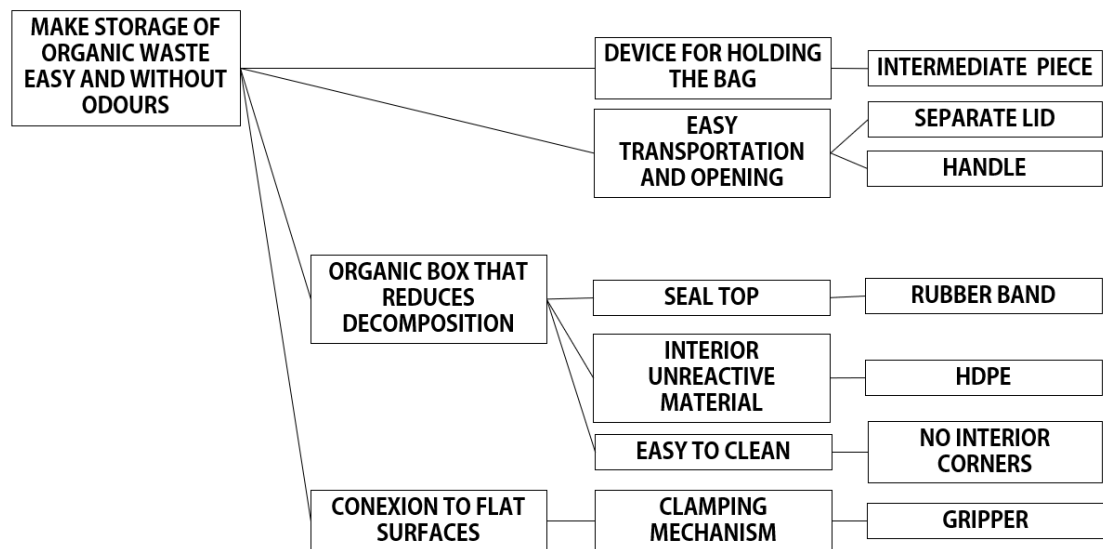 MAKE STORAGE OF
ORGANIC WASTE
EASY AND WITHOUT
ODOURS
DEVICE FOR HOLDING
THE BAG
INTERMEDIATE PIECE
EASY
TRANSPORTATION
AND OPENING
SEPARATE LID
HANDLE
ORGANIC BOX THAT
REDUCES
DECOMPOSITION
SEAL TOP
RUBBER BAND
INTERIOR
UNREACTIVE
MATERIAL
HDPE
EASY TO CLEAN
NO INTERIOR
CORNERS
CONEXION TO FLAT
SURFACES
CLAMPING
MECHANISM
GRIPPER